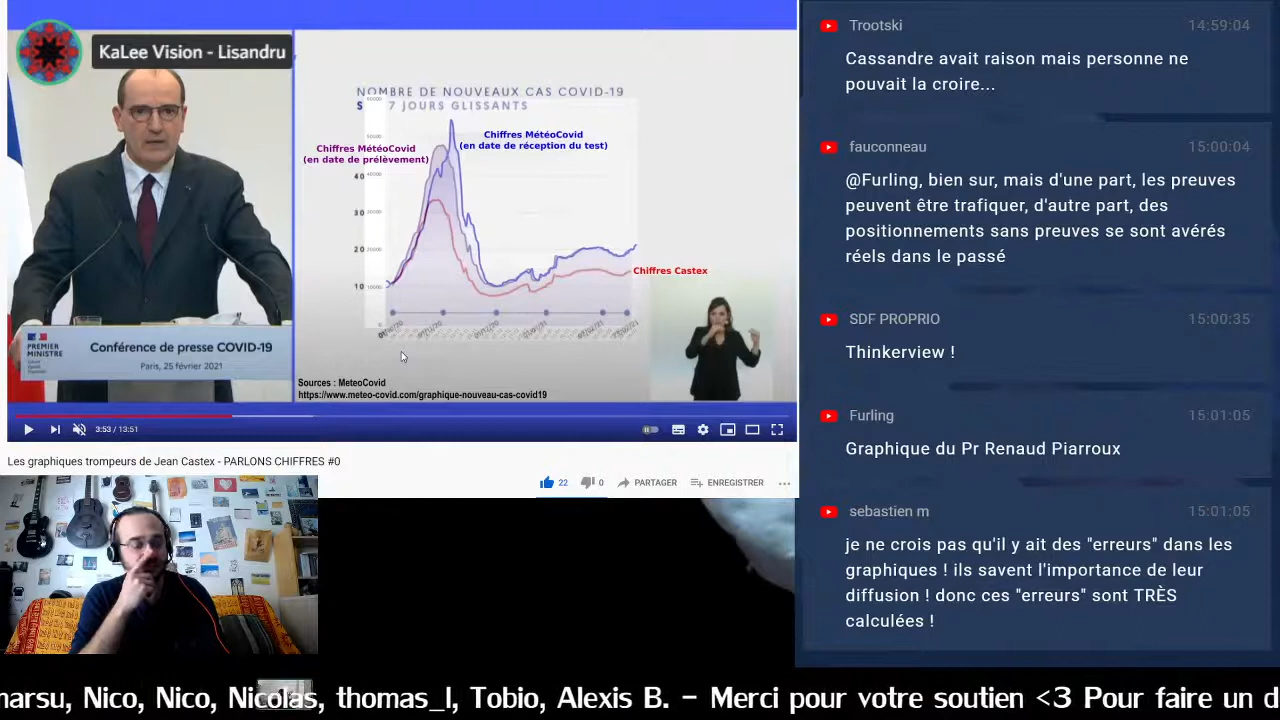 KaLee Vision - Lisandru
NOMBRE DE NOUVEAUX CAS COVID-19
S 7 JOURS GLISSANTS
Chiffres MétéoCovid
(en date de réception du test)
Chiffres MétéoCovid
(en date de prélèvement)
60000
50000
40
40000
30
30000
20
20000
10
10000
Chiffres Castex
PREMIER
MINISTRE
Conférence de presse COVID-19
Paris, 25 février 2021
Sources : MeteoCovid
https://www.meteo-covid.com/graphique-nouveau-cas-covid19
3:53 / 13:51
Les graphiques trompeurs de Jean Castex - PARLONS CHIFFRES #0
22 0 PARTAGER ENREGISTRER
Trootski 14:59:04
Cassandre avait raison mais personne ne
pouvait la croire...
fauconneau 15:00:04
@Furling, bien sur, mais d'une part, les preuves
peuvent être trafiquer, d'autre part, des
positionnements sans preuves se sont avérés
réels dans le passé
SDF PROPRIO 15:00:35
Thinkerview !
Furling 15:01:05
Graphique du Pr Renaud Piarroux
sebastien m 15:01:05
je ne crois pas qu'il y ait des "erreurs" dans les
graphiques ! ils savent l'importance de leur
diffusion ! donc ces "erreurs" sont TRÈS
calculées !
marsu, Nico, Nico, Nicolas, thomas_l, Tobio, Alexis B. - Merci pour votre soutien <3 Pour faire un d